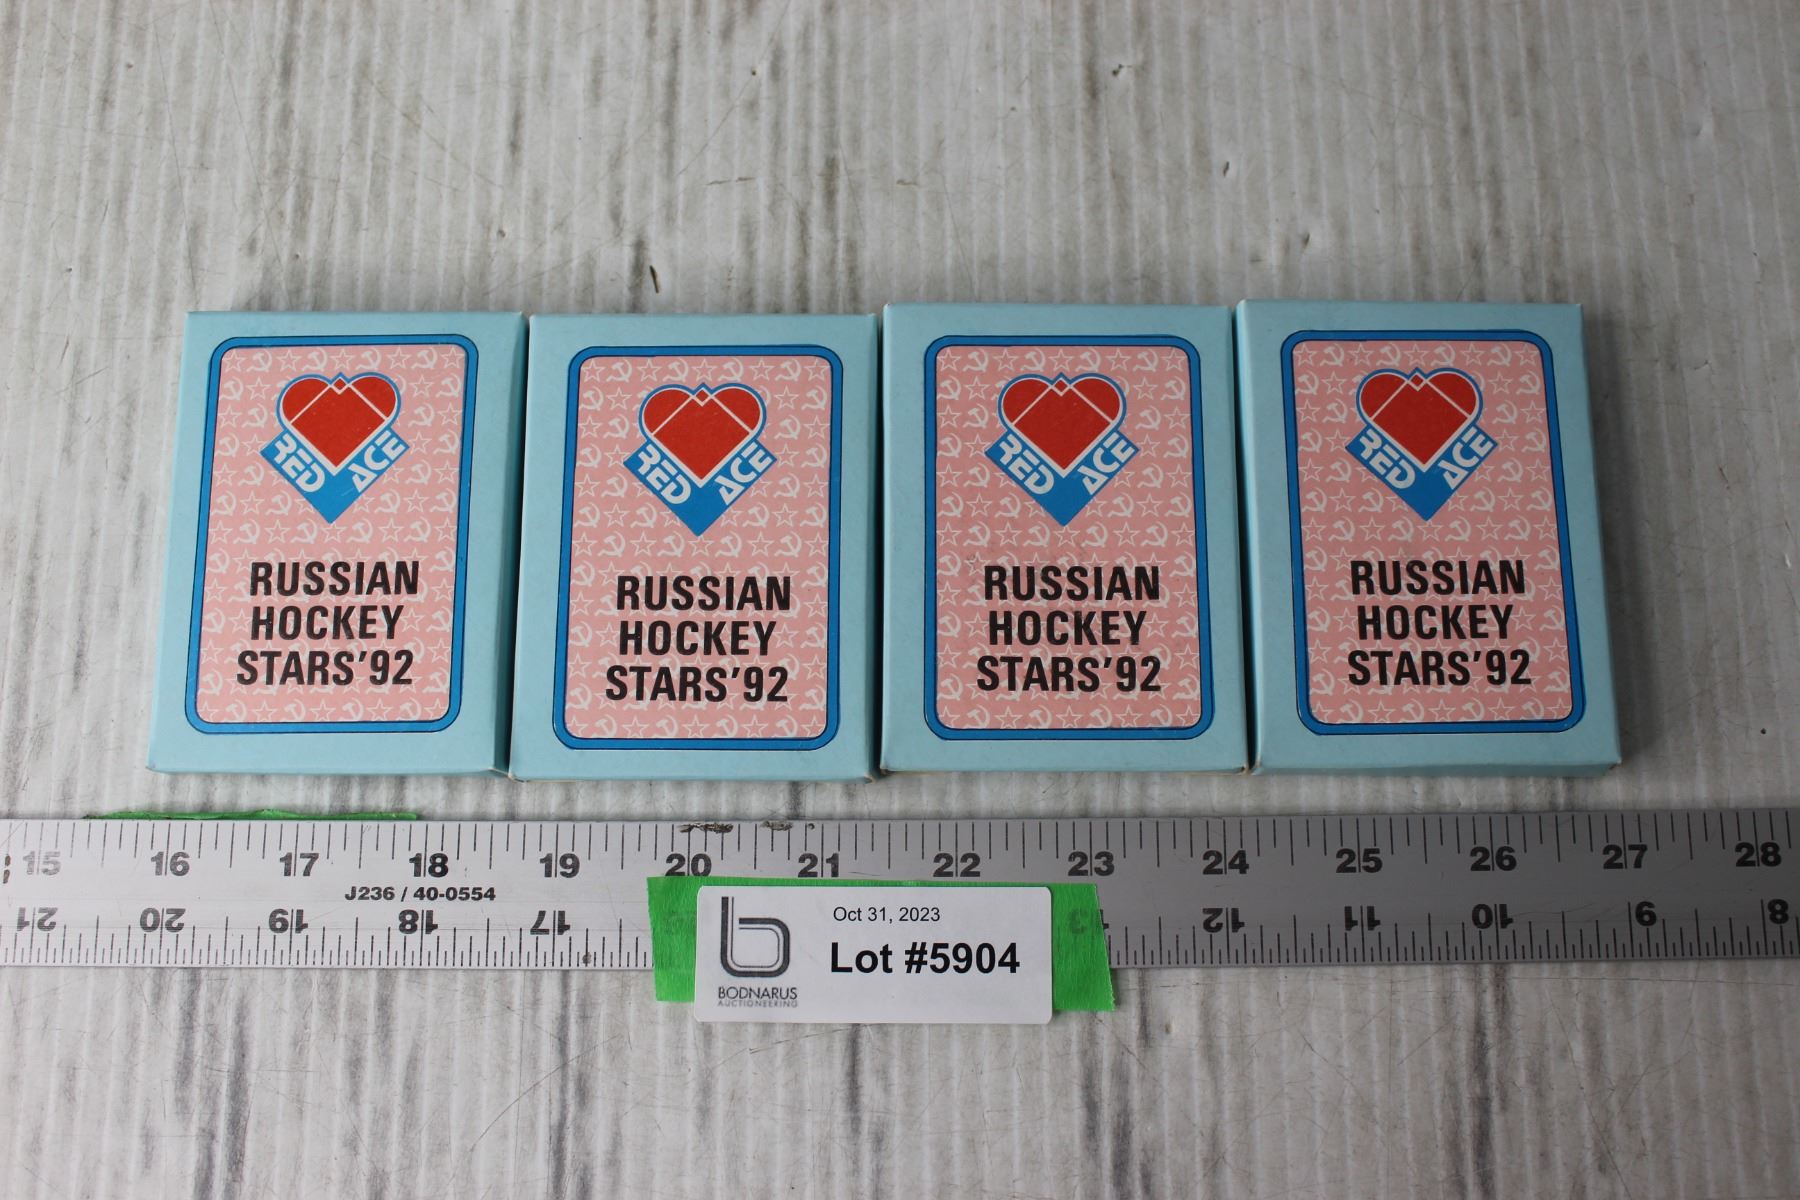 RED ACE
RUSSIAN
HOCKEY
STARS'92
RED ACE
RUSSIAN
HOCKEY
STARS'92
RED ACE
RUSSIAN
HOCKEY
STARS'92
RED ACE
RUSSIAN
HOCKEY
STARS'92
15 16 17 18 19 20 21 22 23 24 25 26 27 28
J236 / 40-0554
21 20 19 18 17 13 12 11 10 9 8
Oct 31, 2023
Lot #5904
BODNARUS
AUCTIONEERING